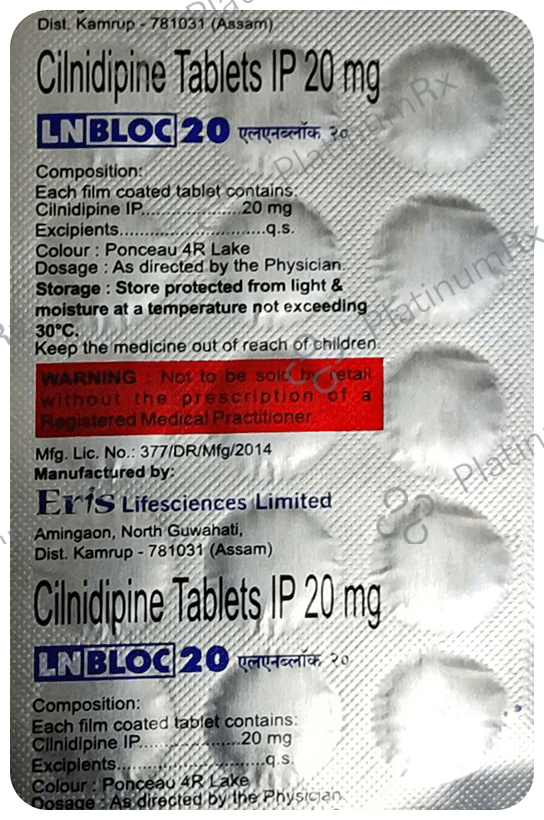 Dist. Kamrup - 781031 (Assam)
Cilnidipine Tablets IP 20 mg
LNBLOC 20 एलएनब्लॉक २०
Composition:
Each film coated tablet contains:
Cilnidipine IP....................20 mg
Excipients.............................q.s.
Colour : Ponceau 4R Lake
Dosage : As directed by the Physician.
Storage : Store protected from light &
moisture at a temperature not exceeding
30°C.
Keep the medicine out of reach of children.
WARNING : Not to be sold by retail
without the prescription of a
Registered Medical Practitioner.
Mfg. Lic. No.: 377/DR/Mfg/2014
Manufactured by:
Eris Lifesciences Limited
Amingaon, North Guwahati,
Dist. Kamrup - 781031 (Assam)
Cilnidipine Tablets IP 20 mg
LNBLOC 20 एलएनब्लॉक २०
Composition:
Each film coated tablet contains:
Cilnidipine IP....................20 mg
Excipients.............................q.s.
Colour : Ponceau 4R Lake
Dosage : As directed by the Physician.
PlatinumRx
PlatinumRx